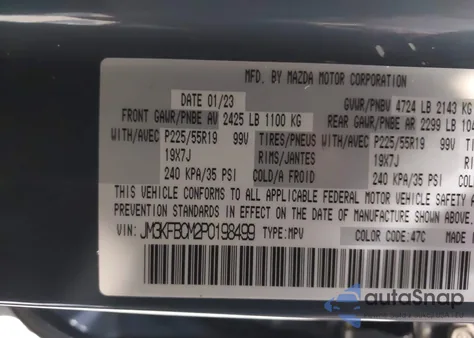 MFD. BY MAZDA MOTOR CORPORATION
DATE 01/23
GVWR/PNBV 4724 LB 2143 KG
FRONT GAWR/PNBE AV 2425 LB 1100 KG
REAR GAWR/PNBE AR 2299 LB 104
WITH/AVEC P225/55R19 99V TIRES/PNEUS WITH/AVEC P225/55R19 99V
19X7J RIMS/JANTES 19X7J
240 KPA/35 PSI COLD/A FROID 240 KPA/35 PSI
THIS VEHICLE CONFORMS TO ALL APPLICABLE FEDERAL MOTOR VEHICLE SAFETY A
PREVENTION STANDARDS IN EFFECT ON THE DATE OF MANUFACTURE SHOWN ABOVE.
VIN: JM3KFBCM2P0198499 TYPE:MPV COLOR CODE:47C MADE
autoSnap